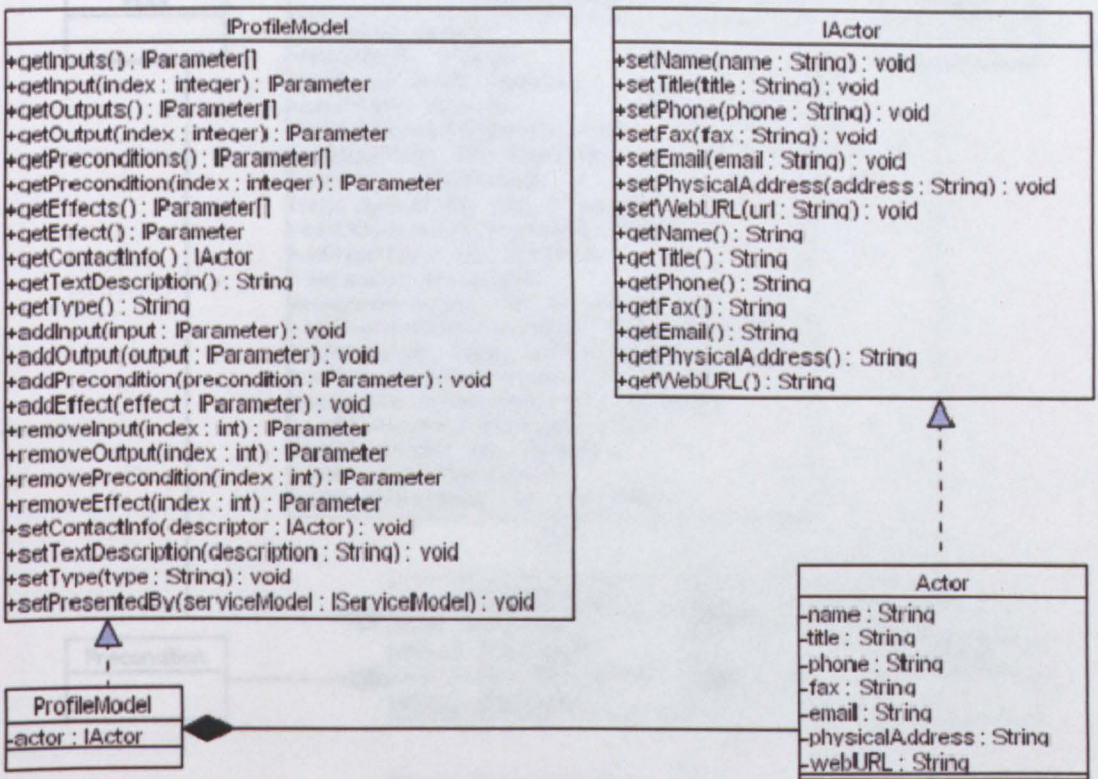 IProfileModel
+getInputs() : IParameter[]
+getInput(index : integer) : IParameter
+getOutputs() : IParameter[]
+getOutput(index : integer) : IParameter
+getPreconditions() : IParameter[]
+getPrecondition(index : integer) : IParameter
+getEffects() : IParameter[]
+getEffect() : IParameter
+getContactInfo() : IActor
+getTextDescription() : String
+getType() : String
+addInput(input : IParameter) : void
+addOutput(output : IParameter) : void
+addPrecondition(precondition : IParameter) : void
+addEffect(effect : IParameter) : void
+removeInput(index : int) : IParameter
+removeOutput(index : int) : IParameter
+removePrecondition(index : int) : IParameter
+removeEffect(index : int) : IParameter
+setContactInfo(descriptor : IActor) : void
+setTextDescription(description : String) : void
+setType(type : String) : void
+setPresentedBy(serviceModel : IServiceModel) : void
IActor
+setName(name : String) : void
+setTitle(title : String) : void
+setPhone(phone : String) : void
+setFax(fax : String) : void
+setEmail(email : String) : void
+setPhysicalAddress(address : String) : void
+setWebURL(url : String) : void
+getName() : String
+getTitle() : String
+getPhone() : String
+getFax() : String
+getEmail() : String
+getPhysicalAddress() : String
+getWebURL() : String
Precondition
ProfileModel
-actor : IActor
Actor
-name : String
-title : String
-phone : String
-fax : String
-email : String
-physicalAddress : String
-webURL : String